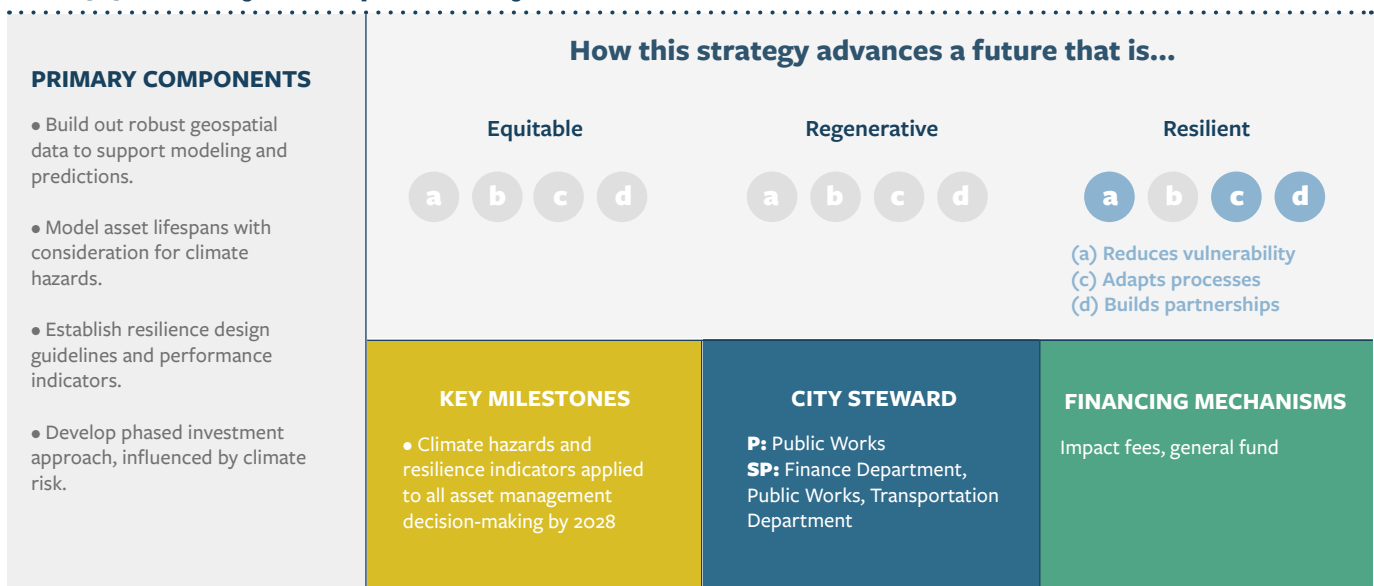 PRIMARY COMPONENTS
• Build out robust geospatial
data to support modeling and
predictions.
• Model asset lifespans with
consideration for climate
hazards.
• Establish resilience design
guidelines and performance
indicators.
• Develop phased investment
approach, influenced by climate
risk.
How this strategy advances a future that is...
Equitable
a b c d
Regenerative
a b c d
Resilient
a b c d
(a) Reduces vulnerability
(c) Adapts processes
(d) Builds partnerships
KEY MILESTONES
• Climate hazards and
resilience indicators applied
to all asset management
decision-making by 2028
CITY STEWARD
P: Public Works
SP: Finance Department,
Public Works, Transportation
Department
FINANCING MECHANISMS
Impact fees, general fund